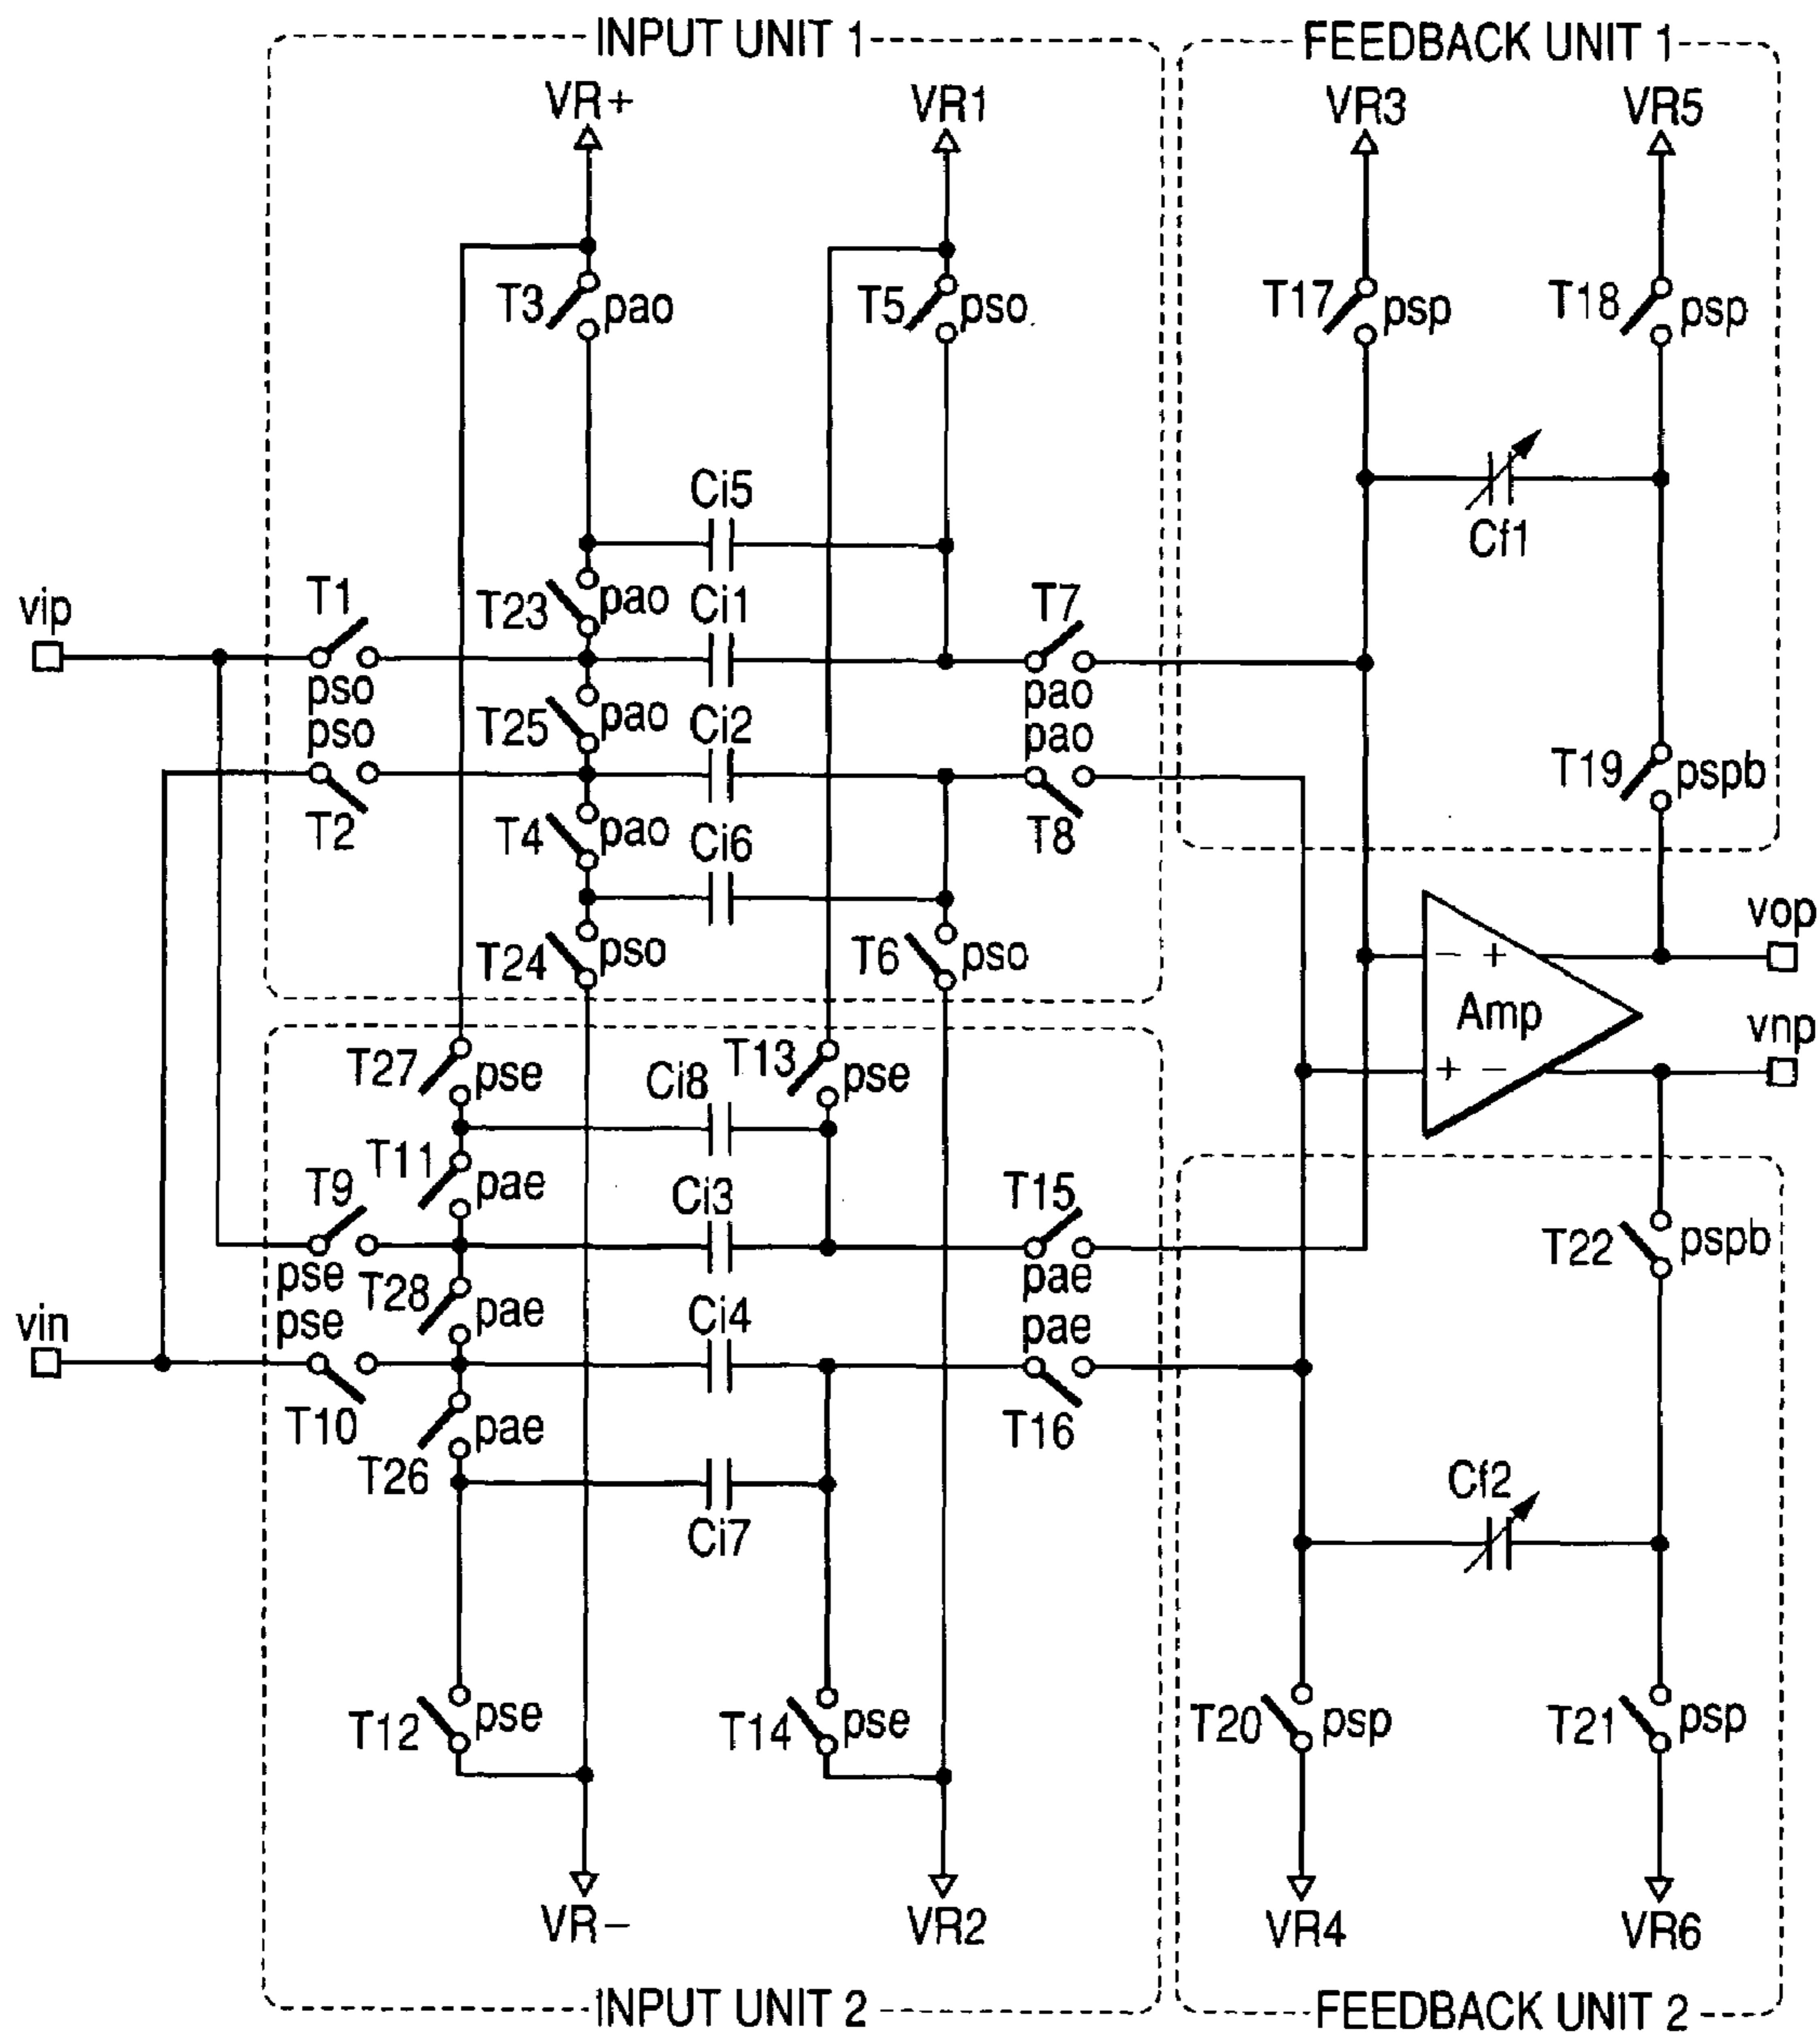 INPUT UNIT 1
FEEDBACK UNIT 1
VR+
VR1
VR3
VR5
T3
pao
T5
pso
T17
psp
T18
psp
Ci5
Cf1
vip
T1
T23
pao
Ci1
T7
pso
pao
pso
T25
pao
Ci2
pao
T2
T4
pao
Ci6
T8
T19
pspb
T24
pso
T6
pso
vop
− +
Amp
vnp
+ −
T27
pse
Ci8
T13
pse
T9
T11
pae
Ci3
T15
T22
pspb
pse
pae
vin
pse
T28
pae
Ci4
pae
T10
pae
T16
T26
Cf2
Ci7
T12
pse
T14
pse
T20
psp
T21
psp
VR−
VR2
VR4
VR6
INPUT UNIT 2
FEEDBACK UNIT 2